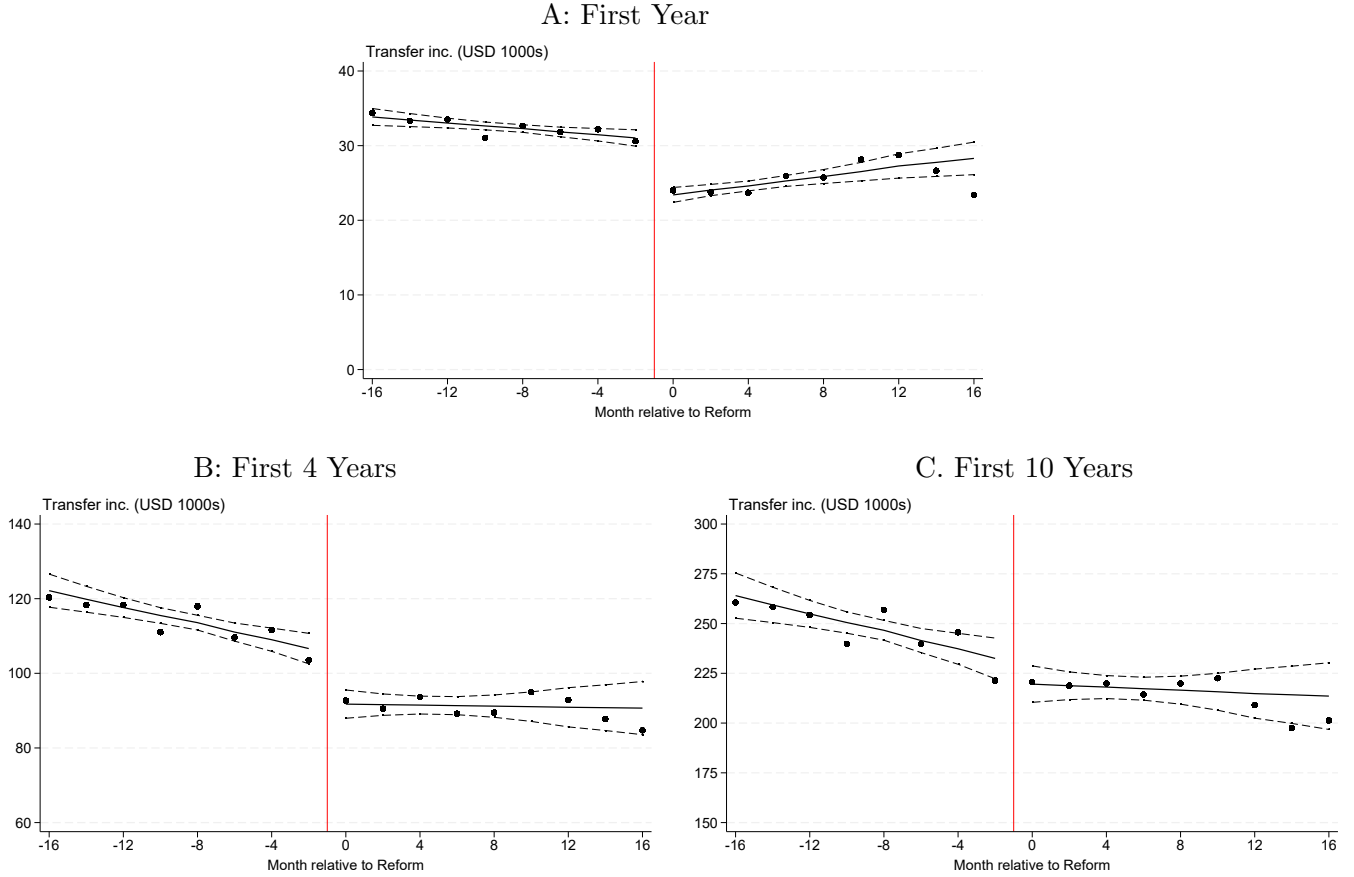 A: First Year
Transfer inc. (USD 1000s)
40
30
20
10
0
-16 -12 -8 -4 0 4 8 12 16
Month relative to Reform
B: First 4 Years
Transfer inc. (USD 1000s)
140
120
100
80
60
-16 -12 -8 -4 0 4 8 12 16
Month relative to Reform
C. First 10 Years
Transfer inc. (USD 1000s)
300
275
250
225
200
175
150
-16 -12 -8 -4 0 4 8 12 16
Month relative to Reform